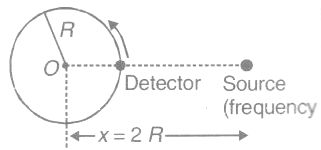 R
O
Detector Source
(frequency
x = 2 R